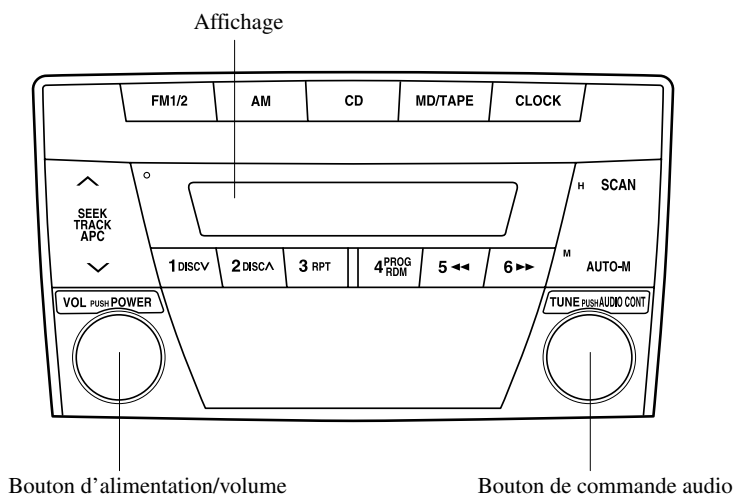 Affichage
FM1/2 AM CD MD/TAPE CLOCK
SEEK
TRACK
APC
H SCAN
1 DISC∨ 2 DISC∧ 3 RPT 4 PROG RDM 5 ◄◄ 6 ►►
M AUTO-M
VOL PUSH POWER
TUNE PUSH AUDIO CONT
Bouton d'alimentation/volume
Bouton de commande audio